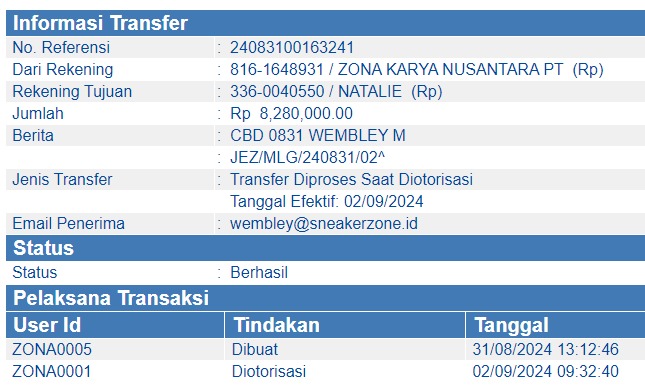 Informasi Transfer
No. Referensi : 24083100163241
Dari Rekening : 816-1648931 / ZONA KARYA NUSANTARA PT (Rp)
Rekening Tujuan : 336-0040550 / NATALIE (Rp)
Jumlah : Rp 8,280,000.00
Berita : CBD 0831 WEMBLEY M
: JEZ/MLG/240831/02^
Jenis Transfer : Transfer Diproses Saat Diotorisasi
Tanggal Efektif: 02/09/2024
Email Penerima : wembley@sneakerzone.id
Status
Status : Berhasil
Pelaksana Transaksi
User Id Tindakan Tanggal
ZONA0005 Dibuat 31/08/2024 13:12:46
ZONA0001 Diotorisasi 02/09/2024 09:32:40